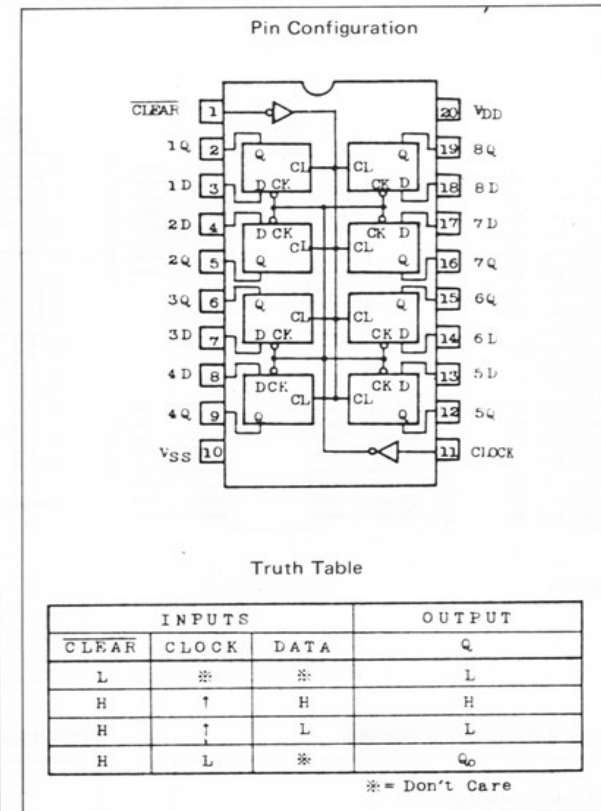 Pin Configuration
CLEAR 1 20 VDD
1Q 2 Q CL CL Q 19 8Q
1D 3 D CK CK D 18 8D
2D 4 D CK CK D 17 7D
2Q 5 Q CL CL Q 16 7Q
3Q 6 Q CL CL Q 15 6Q
3D 7 D CK CK D 14 6D
4D 8 DCK CK D 13 5D
4Q 9 Q CL CL Q 12 5Q
VSS 10 11 CLOCK
Truth Table
INPUTS OUTPUT
CLEAR CLOCK DATA Q
L ※ ※ L
H ↑ H H
H ↑ L L
H L ※ Qo
※= Don't Care